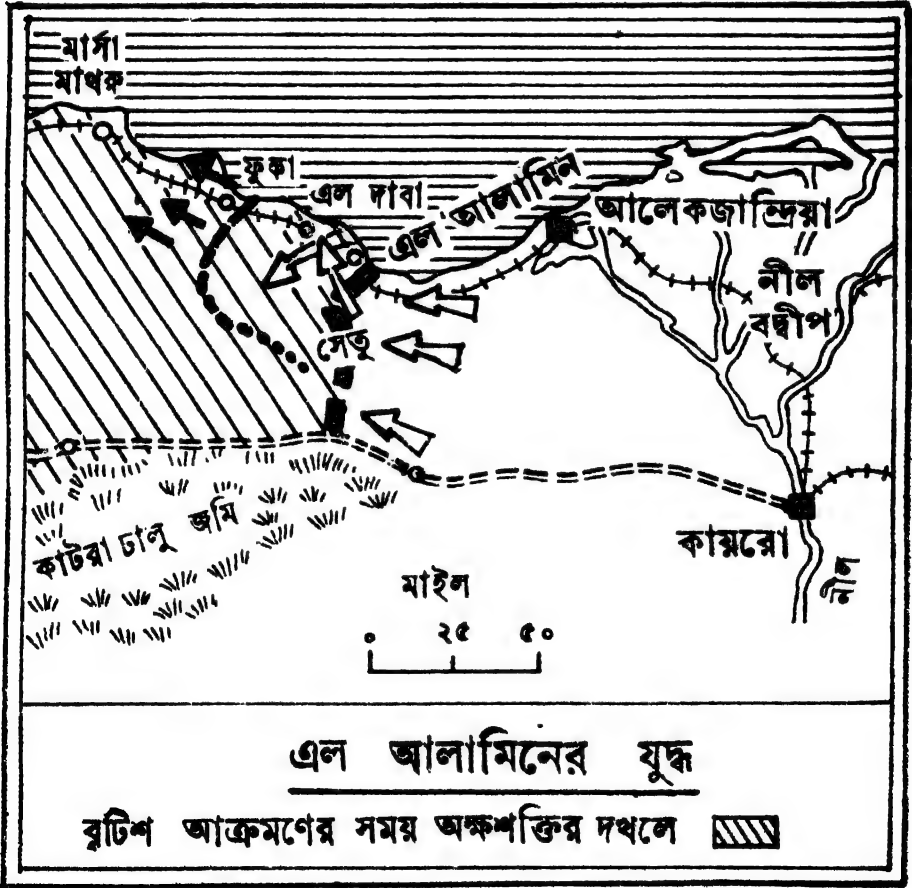 মার্সা
মাথরু
ফুকা
এল দাবা
এল আলামিন
আলেকজান্দ্রিয়া
নীল
বদ্বীপ
সেতু
কাটরা ঢালু জমি
কায়রো
নীল
মাইল
০ ২৫ ৫০
এল আলামিনের যুদ্ধ
ব্রটিশ আক্রমণের সময় অক্ষশক্তির দখলে